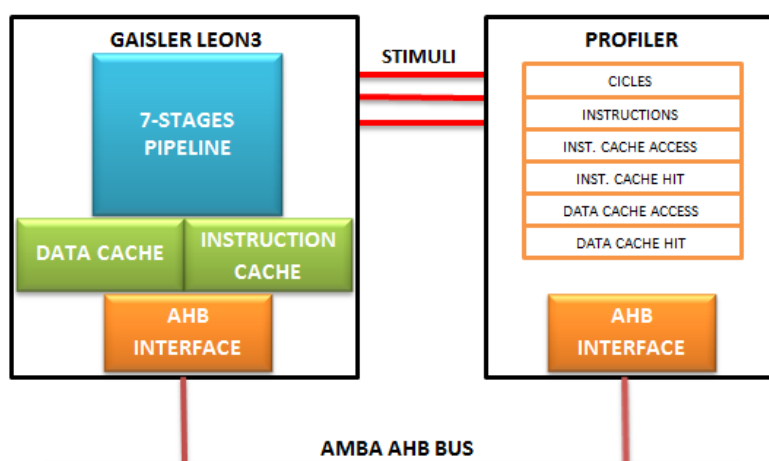 GAISLER LEON3
7-STAGES
PIPELINE
DATA CACHE
INSTRUCTION
CACHE
AHB
INTERFACE
STIMULI
PROFILER
CICLES
INSTRUCTIONS
INST. CACHE ACCESS
INST. CACHE HIT
DATA CACHE ACCESS
DATA CACHE HIT
AHB
INTERFACE
AMBA AHB BUS